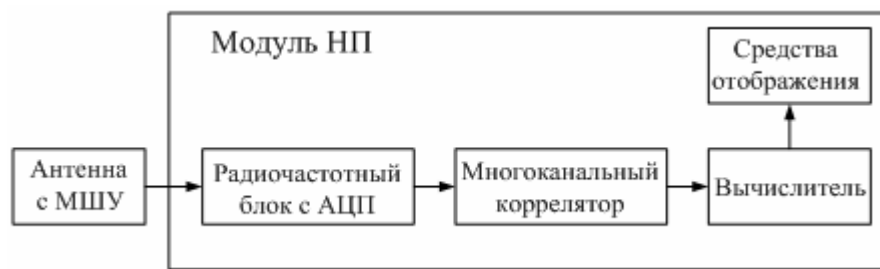 Модуль НП
Средства
отображения
Антенна
с МШУ
Радиочастотный
блок с АЦП
Многоканальный
коррелятор
Вычислитель